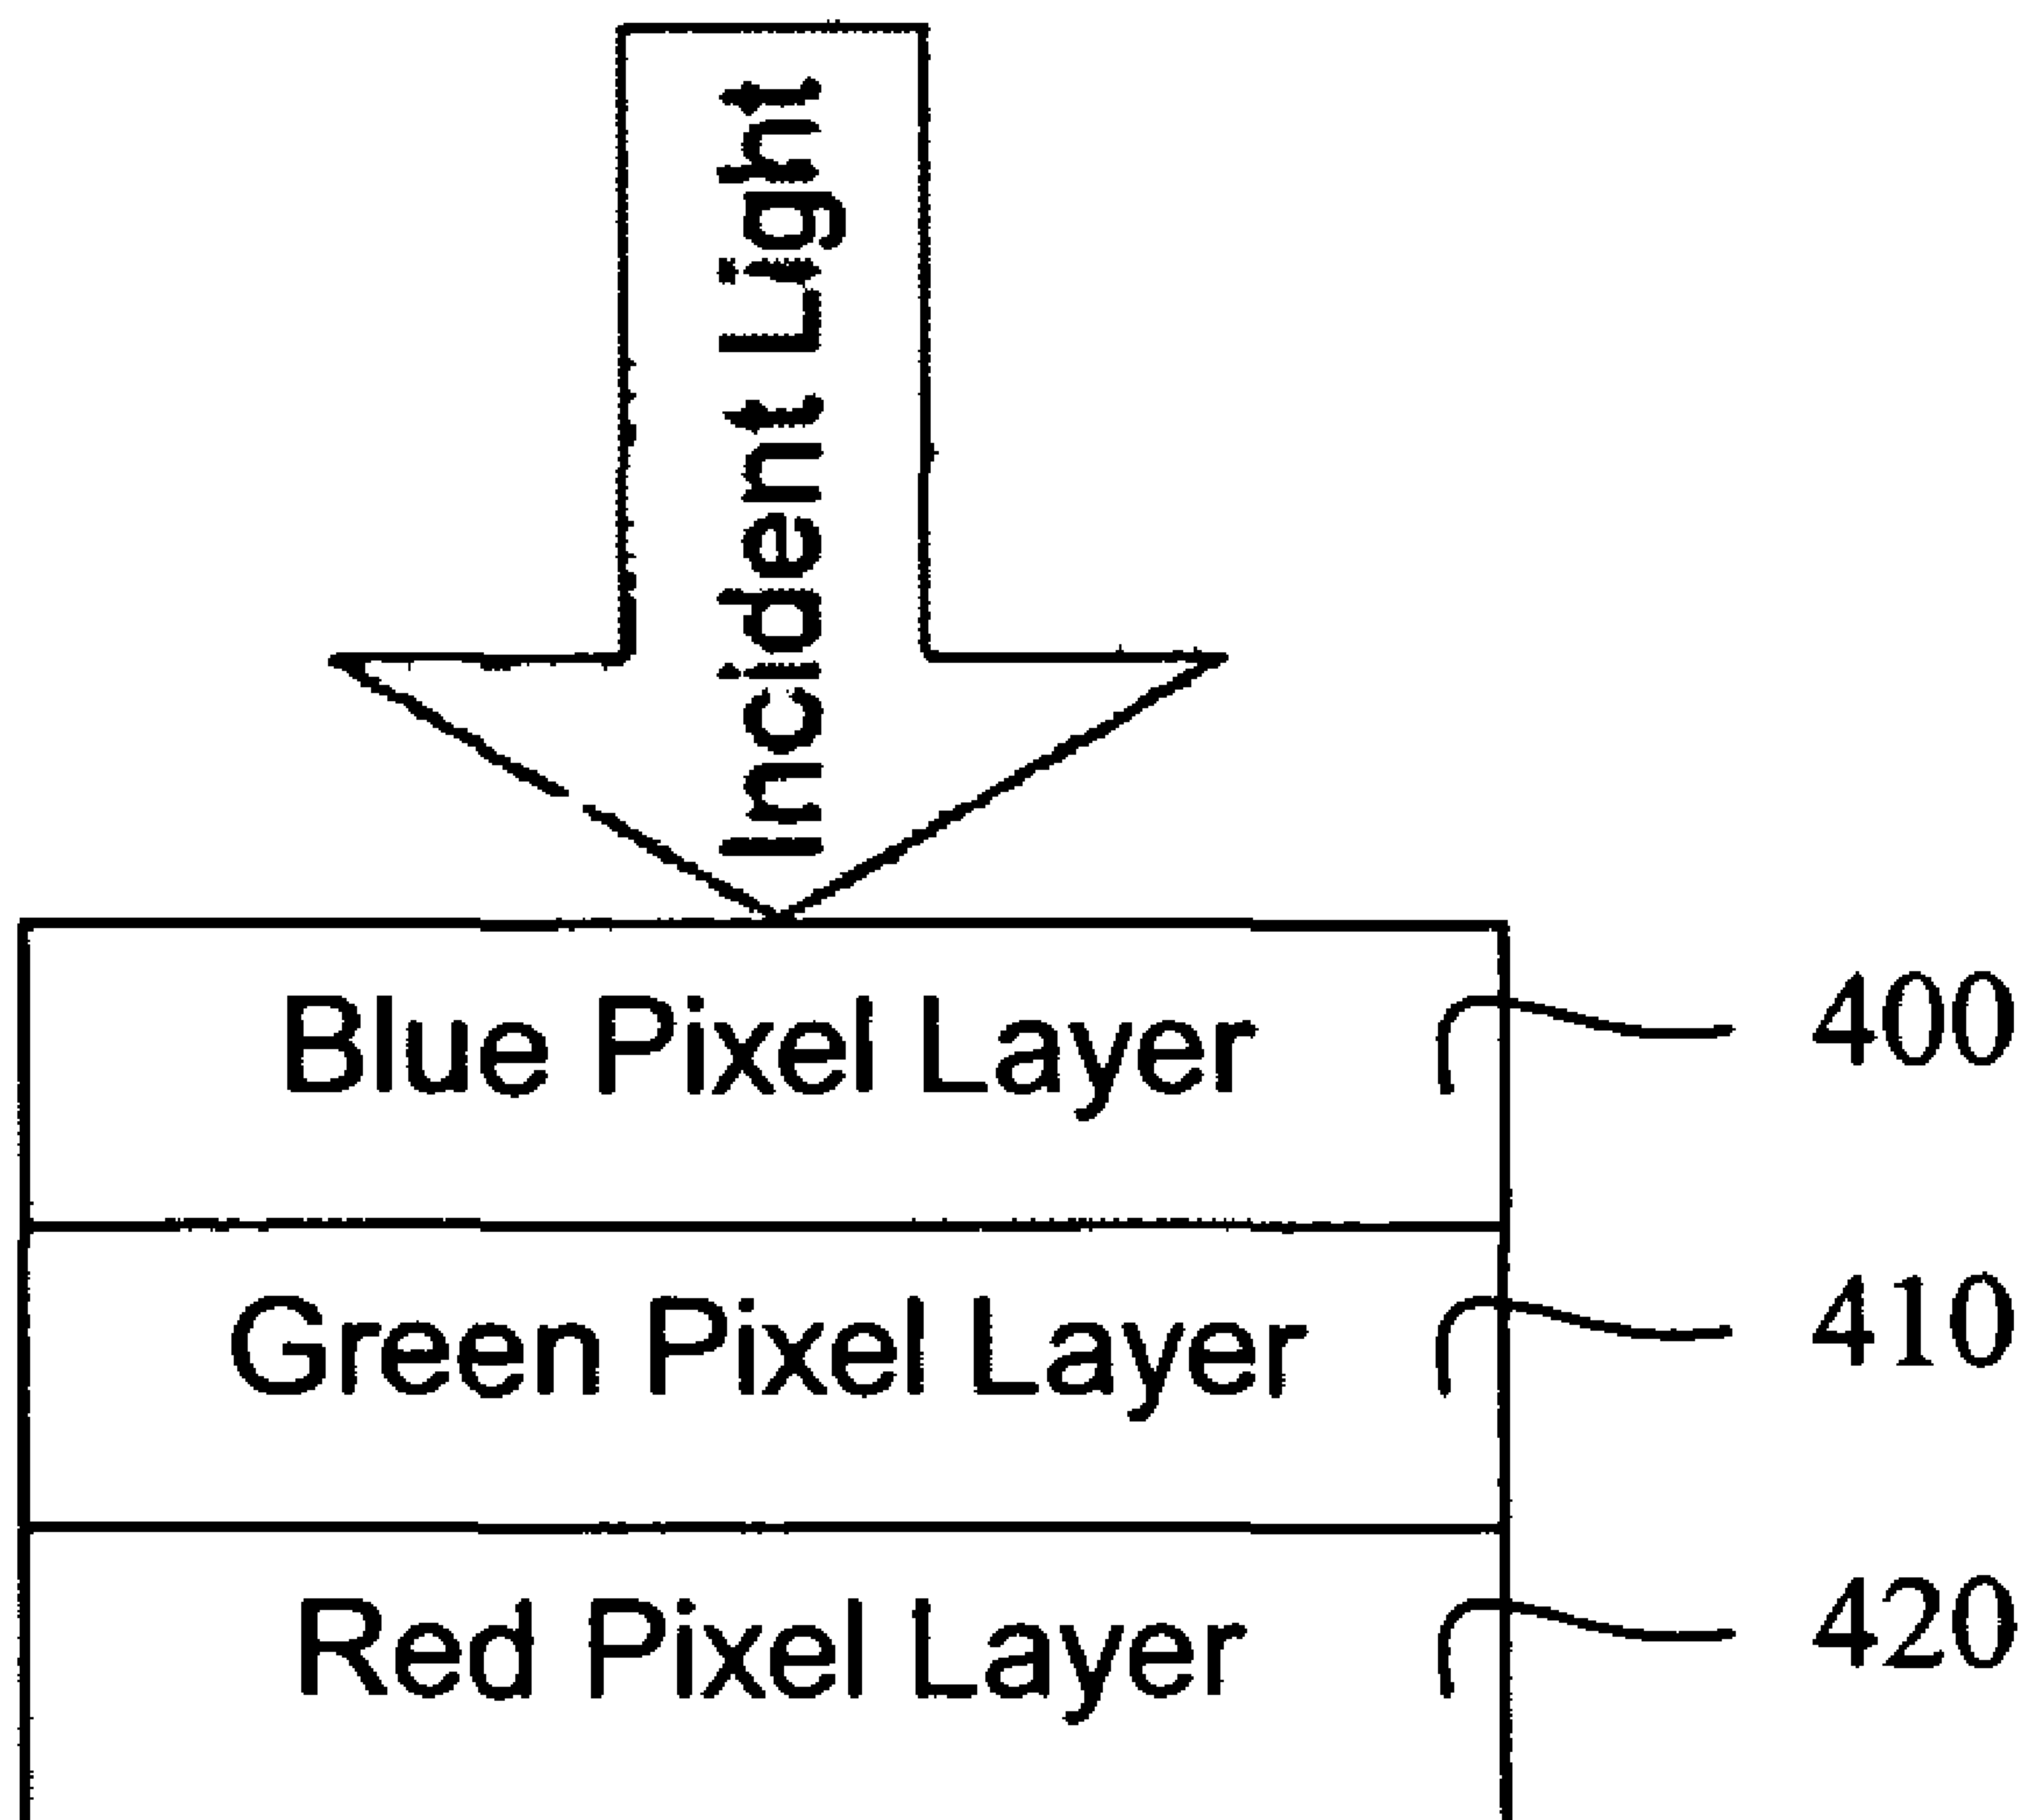 Incident Light
Blue Pixel Layer 400
Green Pixel Layer 410
Red Pixel Layer 420